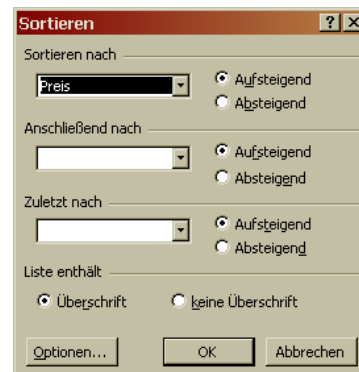 Sortieren
Sortieren nach
Preis
Aufsteigend
Absteigend
Anschließend nach
Aufsteigend
Absteigend
Zuletzt nach
Aufsteigend
Absteigend
Liste enthält
Überschrift keine Überschrift
Optionen... OK Abbrechen